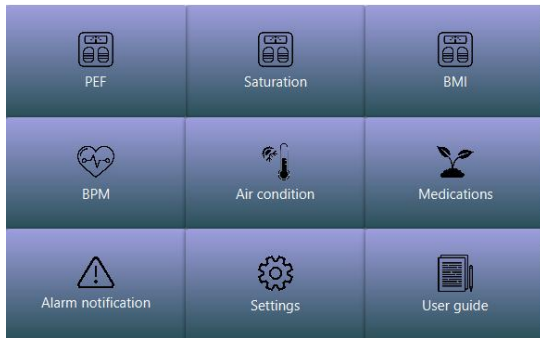 PEF
Saturation
BMI
BPM
Air condition
Medications
Alarm notification
Settings
User guide